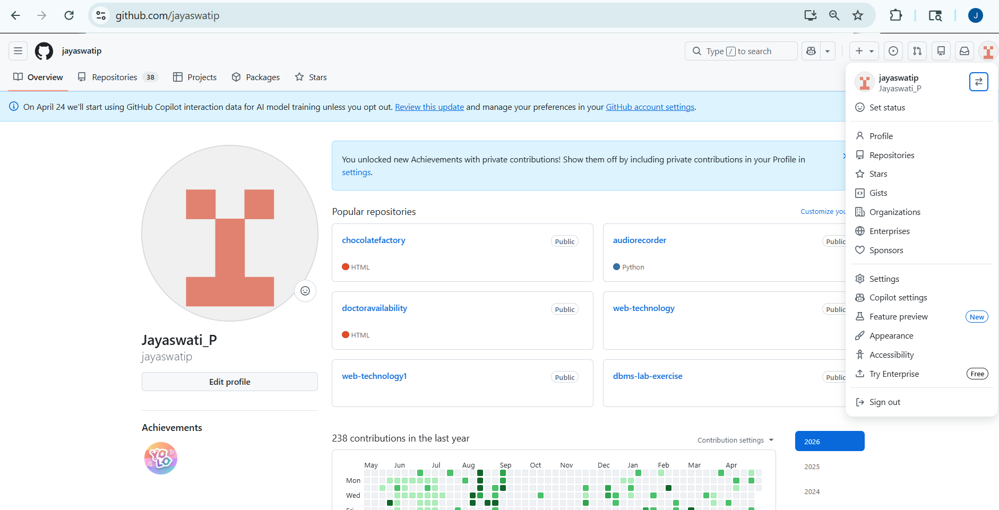 github.com/jayaswatip
J
jayaswatip
Type / to search
Overview
Repositories 38
Projects
Packages
Stars
On April 24 we'll start using GitHub Copilot interaction data for AI model training unless you opt out. Review this update and manage your preferences in your GitHub account settings.
You unlocked new Achievements with private contributions! Show them off by including private contributions in your Profile in
settings.
Jayaswati_P
jayaswatip
Edit profile
Achievements
YOLO
Popular repositories
Customize you
chocolatefactory
Public
HTML
audiorecorder
Public
Python
doctoravailability
Public
HTML
web-technology
Public
web-technology1
Public
dbms-lab-exercise
Public
238 contributions in the last year
Contribution settings
May Jun Jul Aug Sep Oct Nov Dec Jan Feb Mar Apr
Mon
Wed
Fri
2026
2025
2024
jayaswatip
Jayaswati_P
Set status
Profile
Repositories
Stars
Gists
Organizations
Enterprises
Sponsors
Settings
Copilot settings
Feature preview New
Appearance
Accessibility
Try Enterprise Free
Sign out